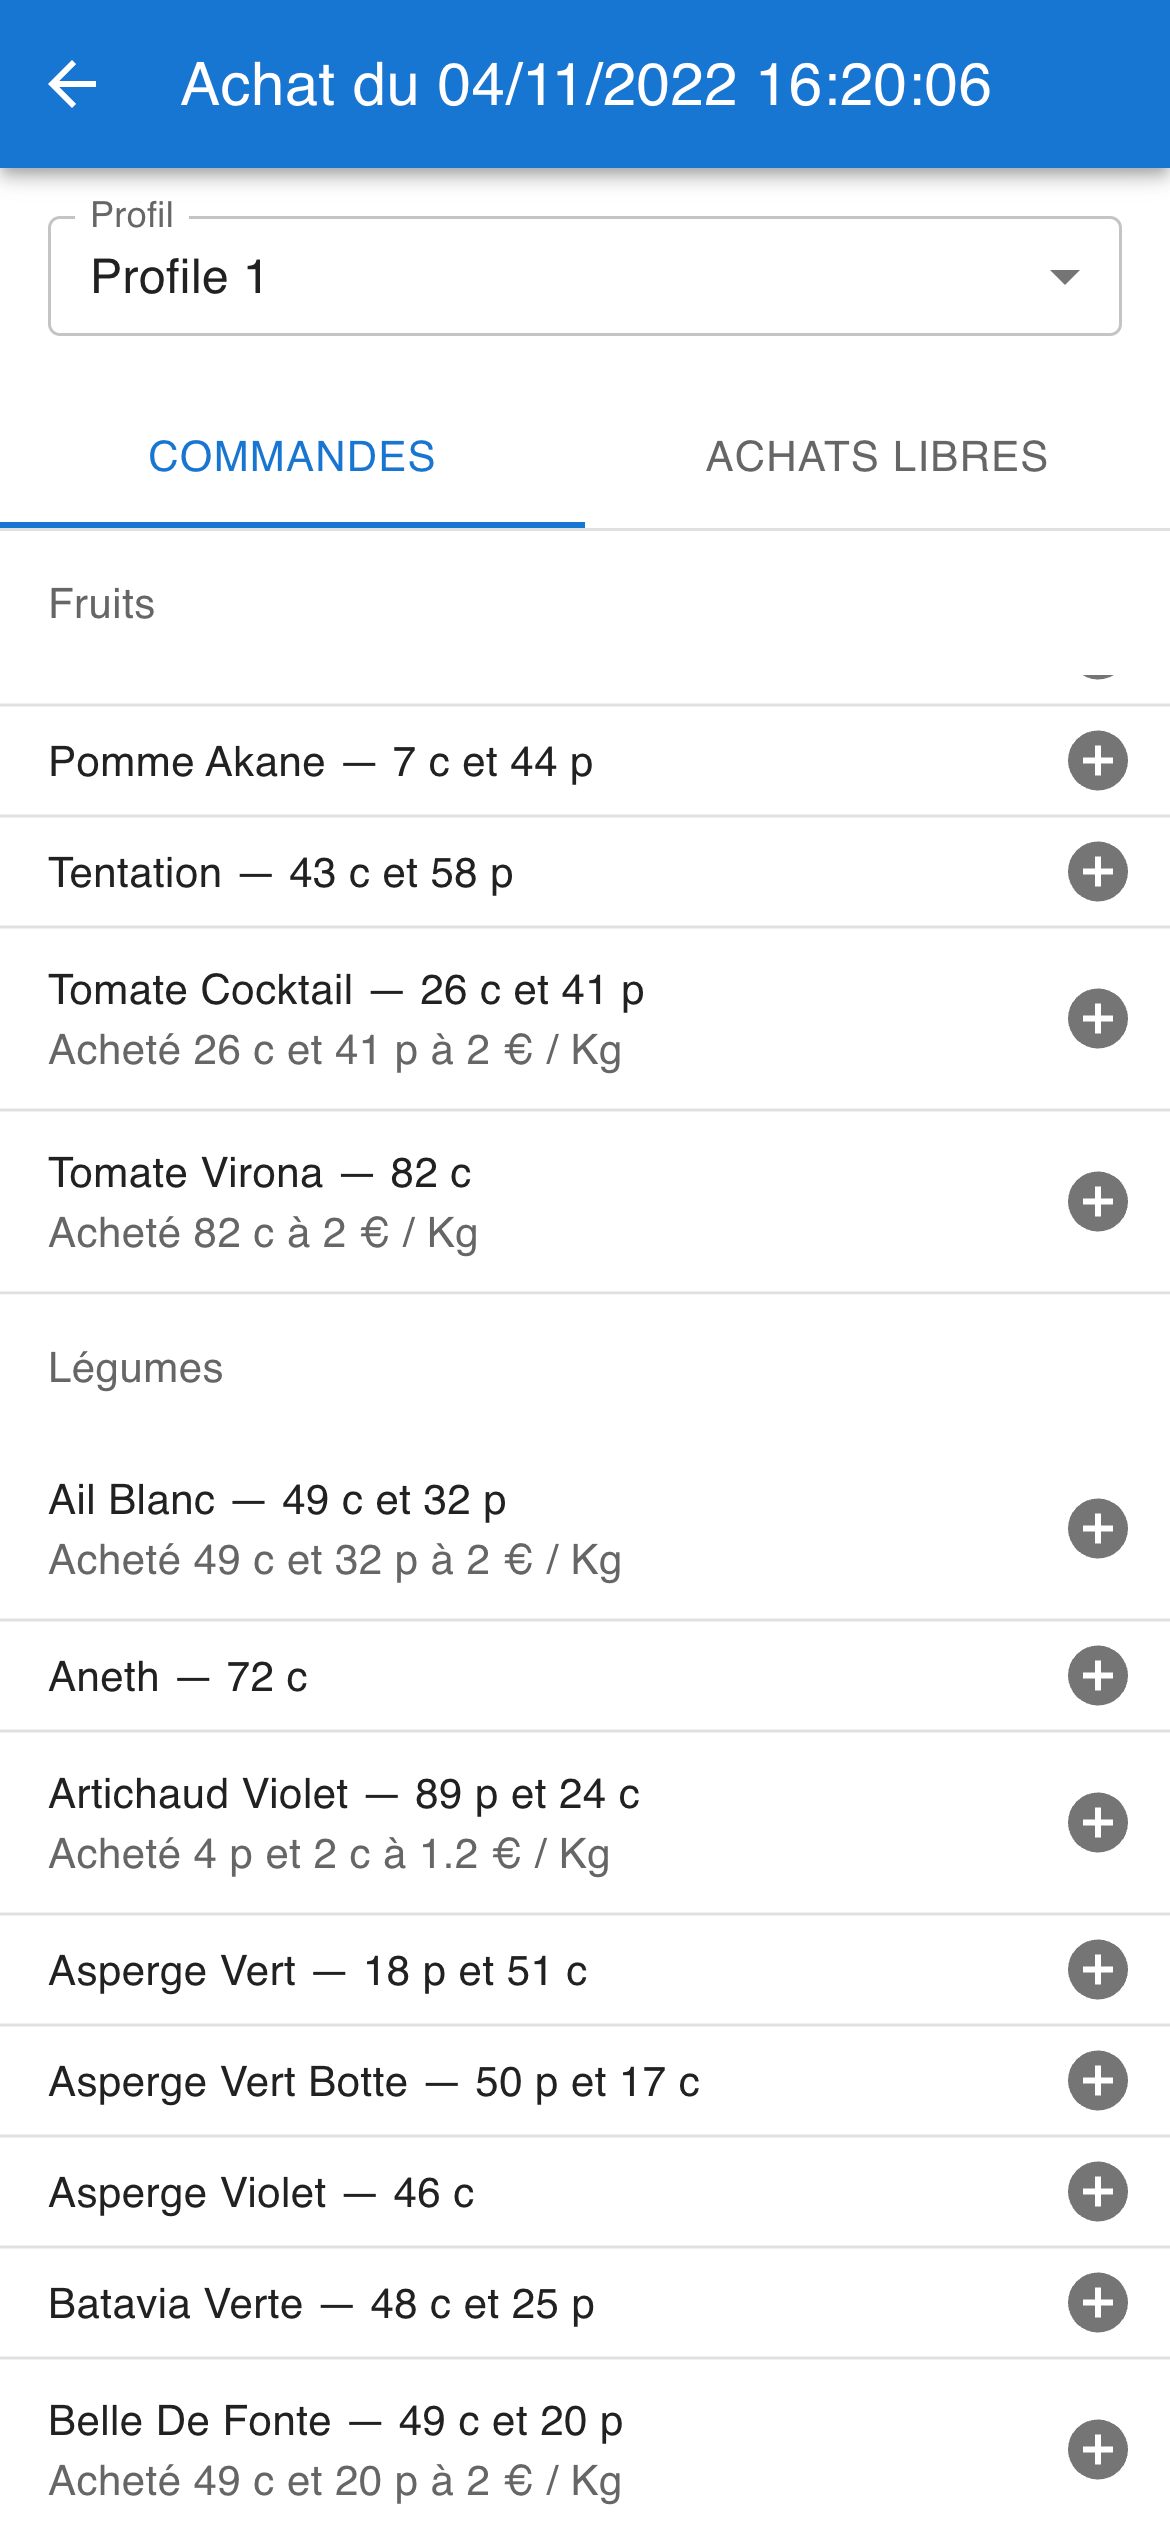 Achat du 04/11/2022 16:20:06
Profil
Profile 1
COMMANDES
ACHATS LIBRES
Fruits
Pomme Akane — 7 c et 44 p
Tentation — 43 c et 58 p
Tomate Cocktail — 26 c et 41 p
Acheté 26 c et 41 p à 2 € / Kg
Tomate Virona — 82 c
Acheté 82 c à 2 € / Kg
Légumes
Ail Blanc — 49 c et 32 p
Acheté 49 c et 32 p à 2 € / Kg
Aneth — 72 c
Artichaud Violet — 89 p et 24 c
Acheté 4 p et 2 c à 1.2 € / Kg
Asperge Vert — 18 p et 51 c
Asperge Vert Botte — 50 p et 17 c
Asperge Violet — 46 c
Batavia Verte — 48 c et 25 p
Belle De Fonte — 49 c et 20 p
Acheté 49 c et 20 p à 2 € / Kg